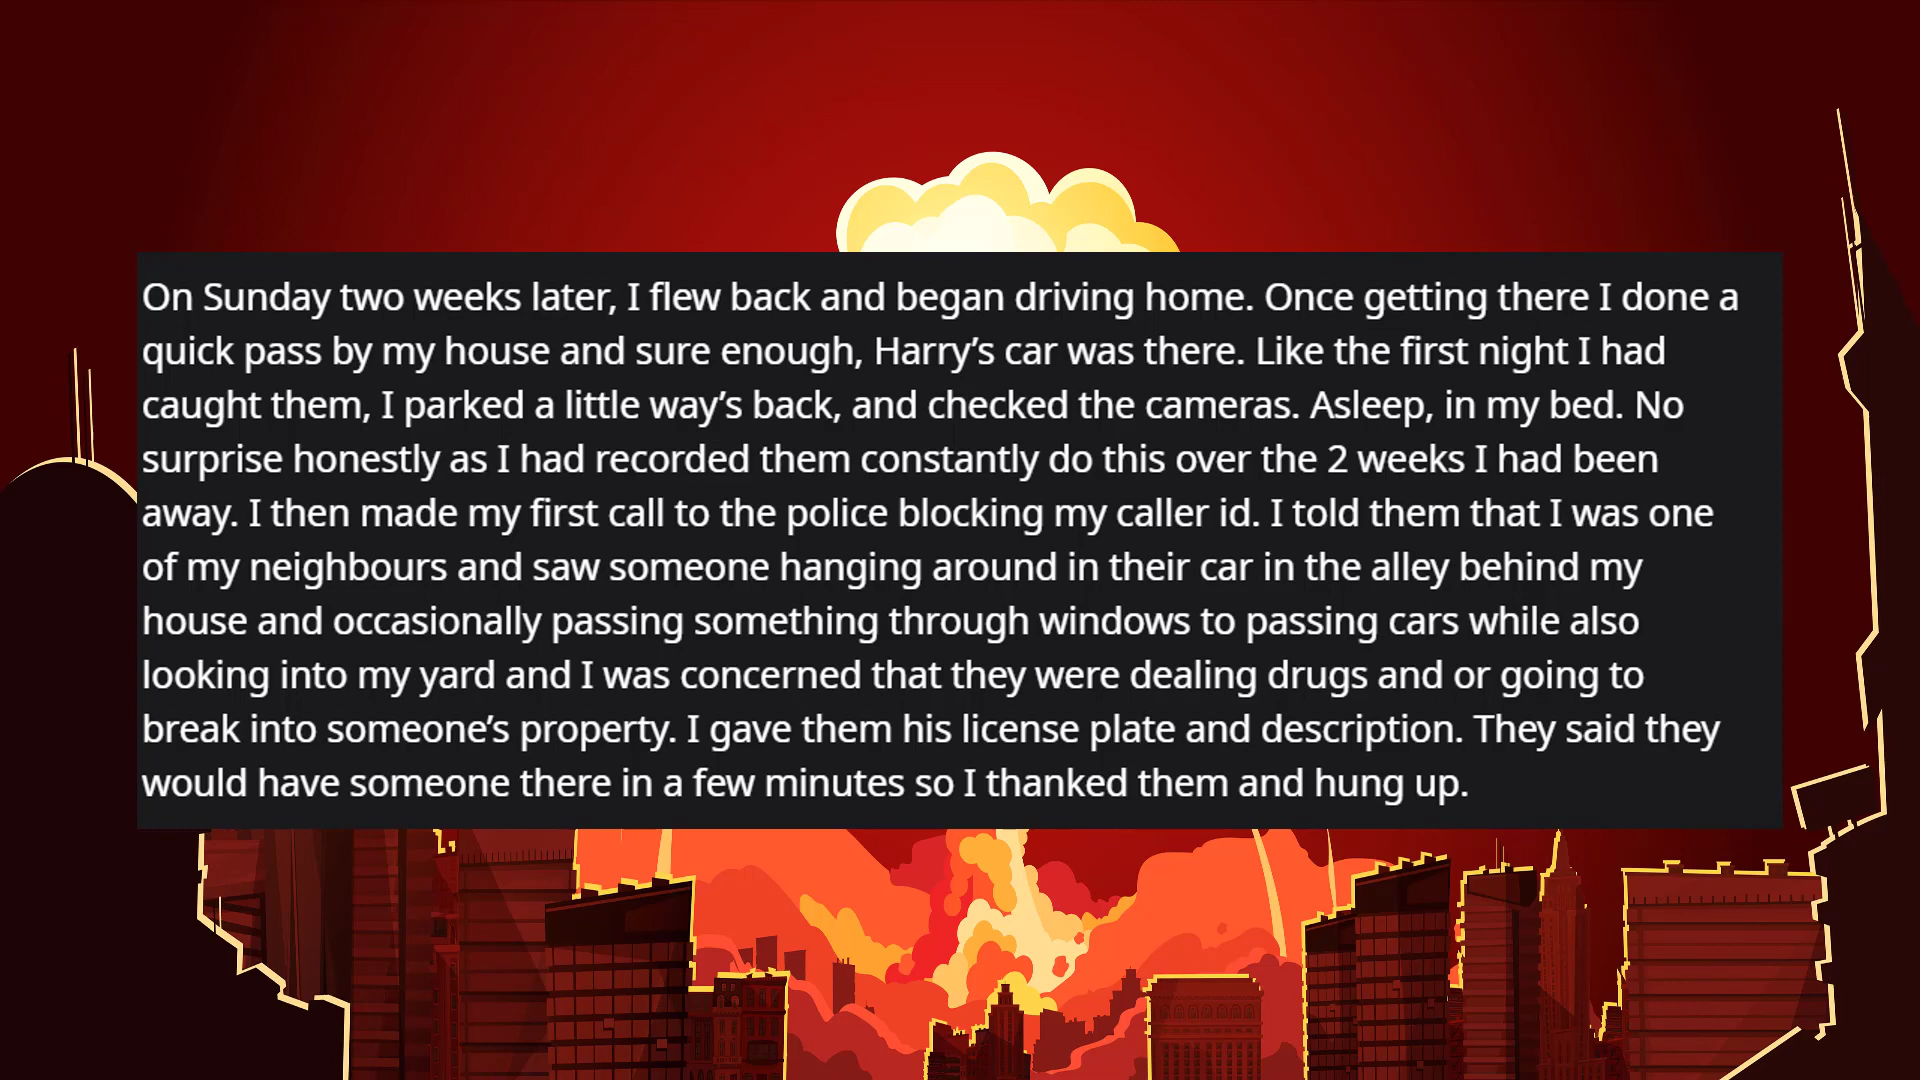 On Sunday two weeks later, I flew back and began driving home. Once getting there I done a
quick pass by my house and sure enough, Harry’s car was there. Like the first night I had
caught them, I parked a little way’s back, and checked the cameras. Asleep, in my bed. No
surprise honestly as I had recorded them constantly do this over the 2 weeks I had been
away. I then made my first call to the police blocking my caller id. I told them that I was one
of my neighbours and saw someone hanging around in their car in the alley behind my
house and occasionally passing something through windows to passing cars while also
looking into my yard and I was concerned that they were dealing drugs and or going to
break into someone’s property. I gave them his license plate and description. They said they
would have someone there in a few minutes so I thanked them and hung up.